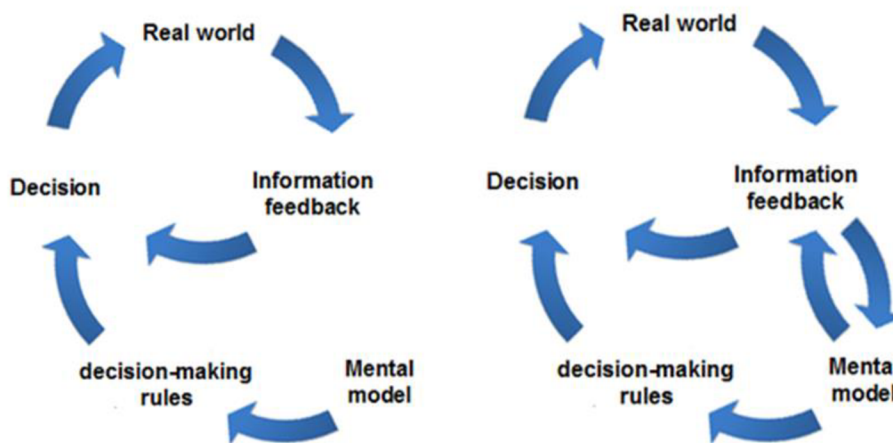 Real world
Decision
Information
feedback
decision-making
rules
Mental
model
Real world
Decision
Information
feedback
decision-making
rules
Mental
model